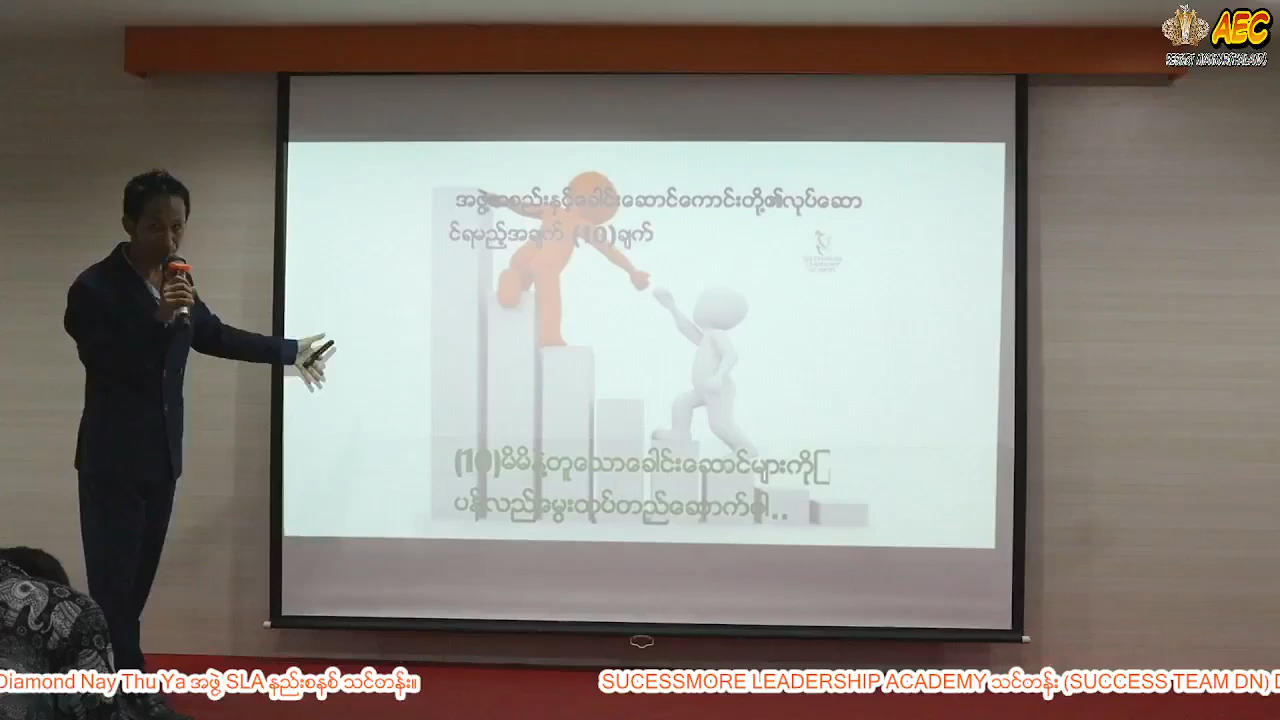 AEC
အဖွဲ့အစည်းနှင့်ခေါင်းဆောင်ကောင်းတို့၏လုပ်ဆော
င်ရမည့်အချက် (10)ချက်
(10)မိမိနဲ့တူသောခေါင်းဆောင်များကိုပြ
ပန်လည်မွေးထုပ်တည်ဆောက်ပါ..
Diamond Nay Thu Ya အဖွဲ့ SLA နည်းစနစ် သင်တန်း။ SUCESSMORE LEADERSHIP ACADEMY သင်တန်း (SUCCESS TEAM DN) D